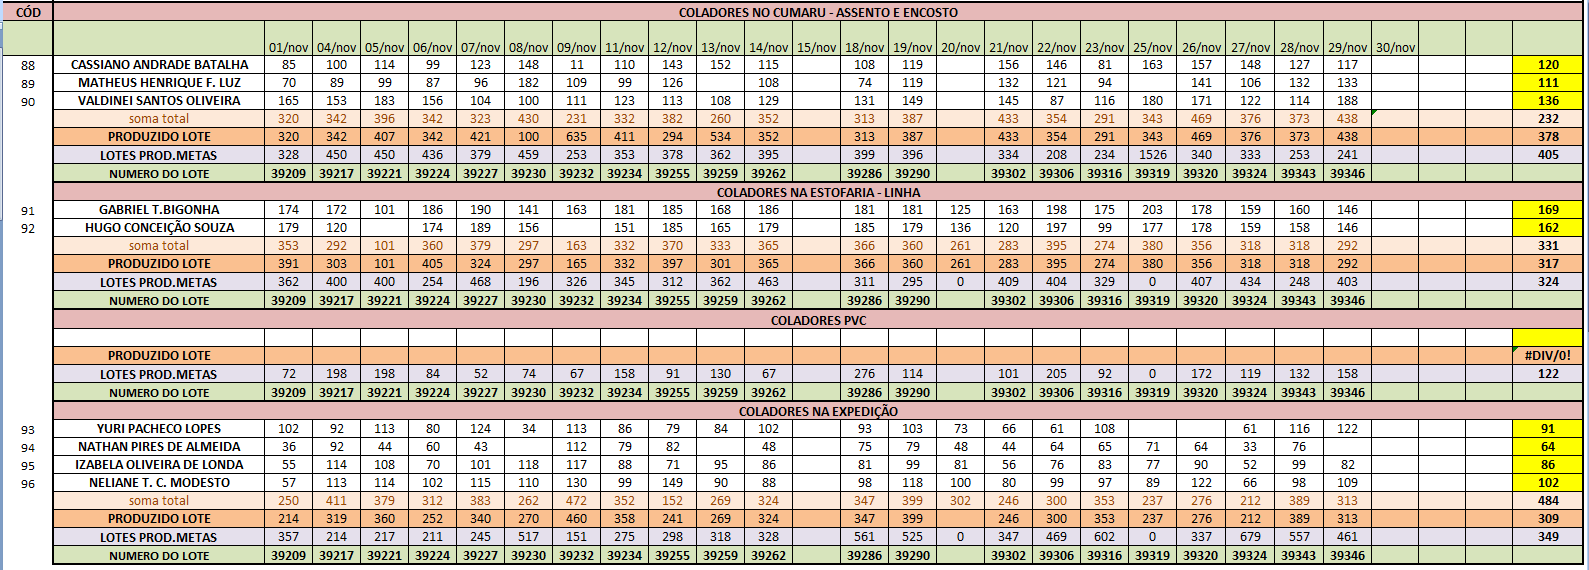 CÓD COLADORES NO CUMARU - ASSENTO E ENCOSTO
01/nov 04/nov 05/nov 06/nov 07/nov 08/nov 09/nov 11/nov 12/nov 13/nov 14/nov 15/nov 18/nov 19/nov 20/nov 21/nov 22/nov 23/nov 25/nov 26/nov 27/nov 28/nov 29/nov 30/nov
88 CASSIANO ANDRADE BATALHA 85 100 114 99 123 148 11 110 143 152 115 108 119 156 146 81 163 157 148 127 117 120
89 MATHEUS HENRIQUE F. LUZ 70 89 99 87 96 182 109 99 126 108 74 119 132 121 94 141 106 132 133 111
90 VALDINEI SANTOS OLIVEIRA 165 153 183 156 104 100 111 123 113 108 129 131 149 145 87 116 180 171 122 114 188 136
soma total 320 342 396 342 323 430 231 332 382 260 352 313 387 433 354 291 343 469 376 373 438 232
PRODUZIDO LOTE 320 342 407 342 421 100 635 411 294 534 352 313 387 433 354 291 343 469 376 373 438 378
LOTES PROD.METAS 328 450 450 436 379 459 253 353 378 362 395 399 396 334 208 234 1526 340 333 253 241 405
NUMERO DO LOTE 39209 39217 39221 39224 39227 39230 39232 39234 39255 39259 39262 39286 39290 39302 39306 39316 39319 39320 39324 39343 39346
COLADORES NA ESTOFARIA - LINHA
91 GABRIEL T.BIGONHA 174 172 101 186 190 141 163 181 185 168 186 181 181 125 163 198 175 203 178 159 160 146 169
92 HUGO CONCEIÇÃO SOUZA 179 120 174 189 156 151 185 165 179 185 179 136 120 197 99 177 178 159 158 146 162
soma total 353 292 101 360 379 297 163 332 370 333 365 366 360 261 283 395 274 380 356 318 318 292 331
PRODUZIDO LOTE 391 303 101 405 324 297 165 332 397 301 365 366 360 261 283 395 274 380 356 318 318 292 317
LOTES PROD.METAS 362 400 400 254 468 196 326 345 312 362 463 311 295 0 409 404 329 0 407 434 248 403 324
NUMERO DO LOTE 39209 39217 39221 39224 39227 39230 39232 39234 39255 39259 39262 39286 39290 39302 39306 39316 39319 39320 39324 39343 39346
COLADORES PVC
PRODUZIDO LOTE #DIV/0!
LOTES PROD.METAS 72 198 198 84 52 74 67 158 91 130 67 276 114 101 205 92 0 172 119 132 158 122
NUMERO DO LOTE 39209 39217 39221 39224 39227 39230 39232 39234 39255 39259 39262 39286 39290 39302 39306 39316 39319 39320 39324 39343 39346
COLADORES NA EXPEDIÇÃO
93 YURI PACHECO LOPES 102 92 113 80 124 34 113 86 79 84 102 93 103 73 66 61 108 61 116 122 91
94 NATHAN PIRES DE ALMEIDA 36 92 44 60 43 112 79 82 48 75 79 48 44 64 65 71 64 33 76 64
95 IZABELA OLIVEIRA DE LONDA 55 114 108 70 101 118 117 88 71 95 86 81 99 81 56 76 83 77 90 52 99 82 86
96 NELIANE T. C. MODESTO 57 113 114 102 115 110 130 99 149 90 88 98 118 100 80 99 97 89 122 66 98 109 102
soma total 250 411 379 312 383 262 472 352 152 269 324 347 399 302 246 300 353 237 276 212 389 313 484
PRODUZIDO LOTE 214 319 360 252 340 270 460 358 241 269 324 347 399 246 300 353 237 276 212 389 313 309
LOTES PROD.METAS 357 214 217 211 245 517 151 275 298 318 328 561 525 0 347 469 602 0 337 679 557 461 349
NUMERO DO LOTE 39209 39217 39221 39224 39227 39230 39232 39234 39255 39259 39262 39286 39290 39302 39306 39316 39319 39320 39324 39343 39346